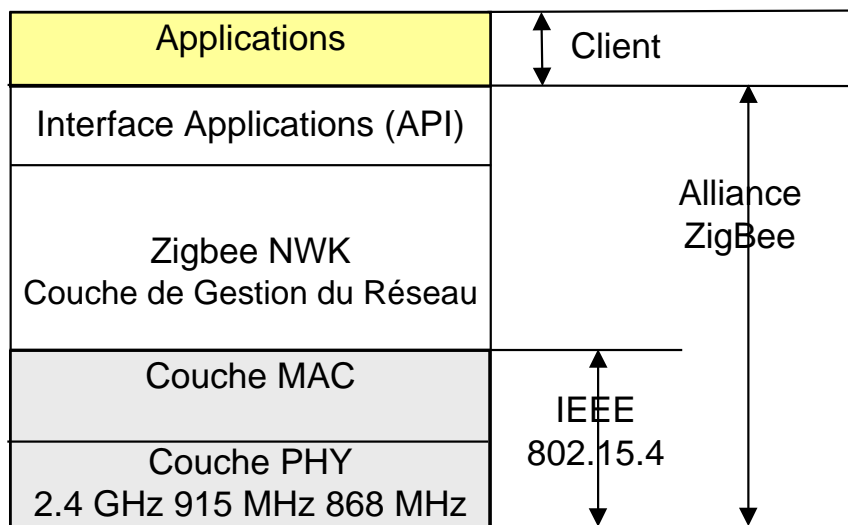 Applications
Client
Interface Applications (API)
Alliance
ZigBee
Zigbee NWK
Couche de Gestion du Réseau
Couche MAC
IEEE
802.15.4
Couche PHY
2.4 GHz 915 MHz 868 MHz